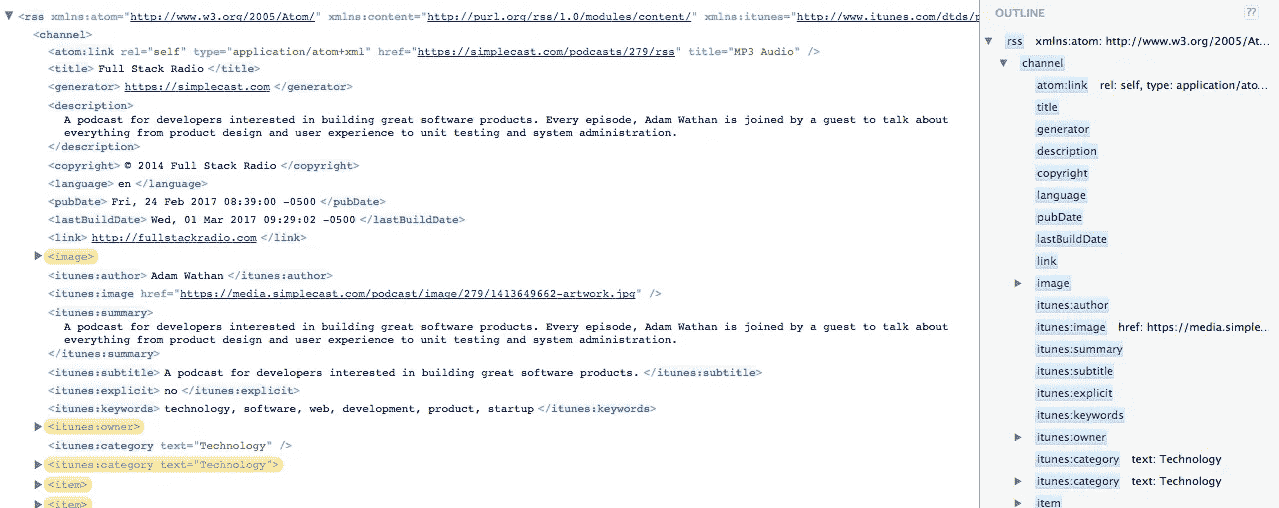 <rss xmlns:atom="http://www.w3.org/2005/Atom/" xmlns:content="http://purl.org/rss/1.0/modules/content/" xmlns:itunes="http://www.itunes.com/dtds/p
<channel>
<atom:link rel="self" type="application/atom+xml" href="https://simplecast.com/podcasts/279/rss" title="MP3 Audio" />
<title> Full Stack Radio </title>
<generator> https://simplecast.com </generator>
<description>
A podcast for developers interested in building great software products. Every episode, Adam Wathan is joined by a guest to talk about
everything from product design and user experience to unit testing and system administration.
</description>
<copyright> © 2014 Full Stack Radio </copyright>
<language> en </language>
<pubDate> Fri, 24 Feb 2017 08:39:00 -0500 </pubDate>
<lastBuildDate> Wed, 01 Mar 2017 09:29:02 -0500 </lastBuildDate>
<link> http://fullstackradio.com </link>
<image>
<itunes:author> Adam Wathan </itunes:author>
<itunes:image href="https://media.simplecast.com/podcast/image/279/1413649662-artwork.jpg" />
<itunes:summary>
A podcast for developers interested in building great software products. Every episode, Adam Wathan is joined by a guest to talk about
everything from product design and user experience to unit testing and system administration.
</itunes:summary>
<itunes:subtitle> A podcast for developers interested in building great software products. </itunes:subtitle>
<itunes:explicit> no </itunes:explicit>
<itunes:keywords> technology, software, web, development, product, startup </itunes:keywords>
<itunes:owner>
<itunes:category text="Technology" />
<itunes:category text="Technology">
<item>
<item>
OUTLINE ??
rss xmlns:atom: http://www.w3.org/2005/At...
channel
atom:link rel: self, type: application/ato...
title
generator
description
copyright
language
pubDate
lastBuildDate
link
image
itunes:author
itunes:image href: https://media.simple...
itunes:summary
itunes:subtitle
itunes:explicit
itunes:keywords
itunes:owner
itunes:category text: Technology
itunes:category text: Technology
item